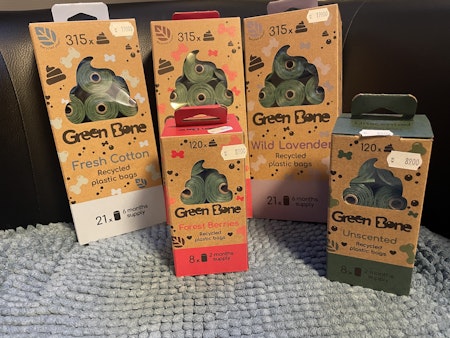 315x
Green Bone
Fresh Cotton
Recycled
plastic bags
21x 6 months
supply
315x
315x
Wild Lavender
Recycled
plastic bags
21x 6 months
supply
120x
Green Bone
Forest Berries
Recycled
plastic bags
8x 2 months
supply
120x
Green Bone
Unscented
Recycled
plastic bags
8x 2 months
supply